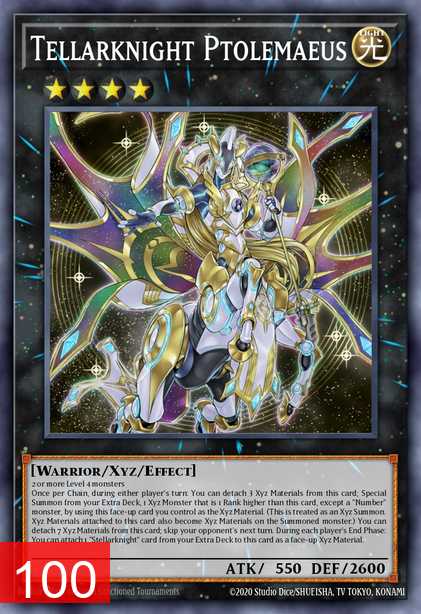 TELLARKNIGHT PTOLEMAEUS
LIGHT
光
[WARRIOR/XYZ/EFFECT]
2 or more Level 4 monsters
Once per Chain, during either player's turn: You can detach 3 Xyz Materials from this card; Special
Summon from your Extra Deck, 1 Xyz Monster that is 1 Rank higher than this card, except a "Number"
monster, by using this face-up card you control as the Xyz Material. (This is treated as an Xyz Summon.
Xyz Materials attached to this card also become Xyz Materials on the Summoned monster.) You can
detach 7 Xyz Materials from this card; skip your opponent's next turn. During each player's End Phase:
You can attach 1 "Stellarknight" card from your Extra Deck to this card as a face-up Xyz Material.
ATK/ 550 DEF/2600
100
Sanctioned Tournaments
©2020 Studio Dice/SHUEISHA, TV TOKYO, KONAMI